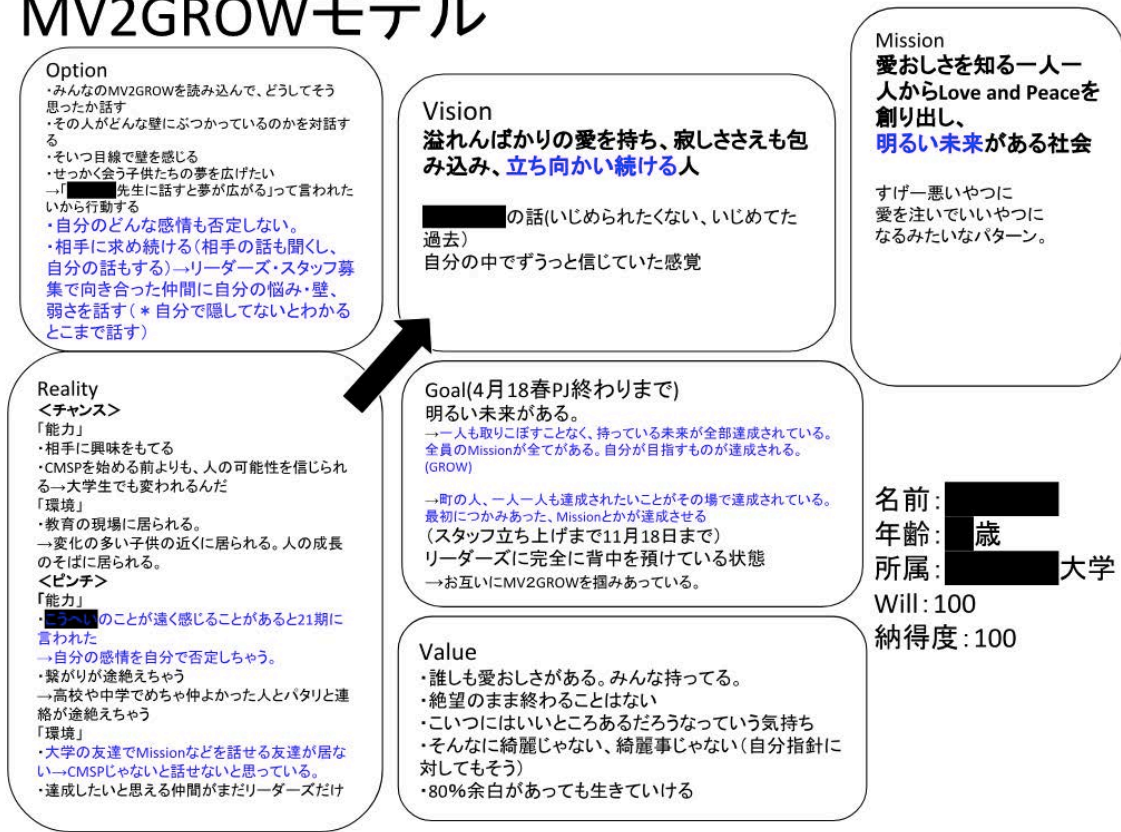 MV2GROWモデル
Option
・みんなのMV2GROWを読み込んで、どうしてそう
思ったか話す
・その人がどんな壁にぶつかっているのかを対話す
る
・そいつ目線で壁を感じる
・せっかく会う子供たちの夢を広げたい
→「先生に話すと夢が広がる」って言われた
いから行動する
・自分のどんな感情も否定しない。
・相手に求め続ける（相手の話も聞くし、
自分の話もする）→リーダーズ・スタッフ募
集で向き合った仲間に自分の悩み・壁、
弱さを話す（＊自分で隠してないとわかる
とこまで話す）
Reality
＜チャンス＞
「能力」
・相手に興味をもてる
・CMSPを始める前よりも、人の可能性を信じられ
る→大学生でも変われるんだ
「環境」
・教育の現場に居られる。
→変化の多い子供の近くに居られる。人の成長
のそばに居られる。
＜ピンチ＞
「能力」
・のことが遠く感じることがあると21期に
言われた
→自分の感情を自分で否定しちゃう。
・繋がりが途絶えちゃう
→高校や中学でめちゃ仲よかった人とパタリと連
絡が途絶えちゃう
「環境」
・大学の友達でMissionなどを話せる友達が居な
い→CMSPじゃないと話せないと思っている。
・達成したいと思える仲間がまだリーダーズだけ
Vision
溢れんばかりの愛を持ち、寂しささえも包
み込み、立ち向かい続ける人
の話(いじめられたくない、いじめてた
過去）
自分の中でずうっと信じていた感覚
Goal(4月18春PJ終わりまで)
明るい未来がある。
→一人も取りこぼすことなく、持っている未来が全部達成されている。
全員のMissionが全てがある。自分が目指すものが達成される。
(GROW)
→町の人、一人一人も達成されたいことがその場で達成されている。
最初につかみあった、Missionとかが達成させる
（スタッフ立ち上げまで11月18日まで）
リーダーズに完全に背中を預けている状態
→お互いにMV2GROWを掴みあっている。
Value
・誰しも愛おしさがある。みんな持ってる。
・絶望のまま終わることはない
・こいつにはいいところあるだろうなっていう気持ち
・そんなに綺麗じゃない、綺麗事じゃない（自分指針に
対してもそう）
・80%余白があっても生きていける
Mission
愛おしさを知る一人一
人からLove and Peaceを
創り出し、
明るい未来がある社会
すげー悪いやつに
愛を注いでいいやつに
なるみたいなパターン。
名前：
年齢：歳
所属：大学
Will：100
納得度：100